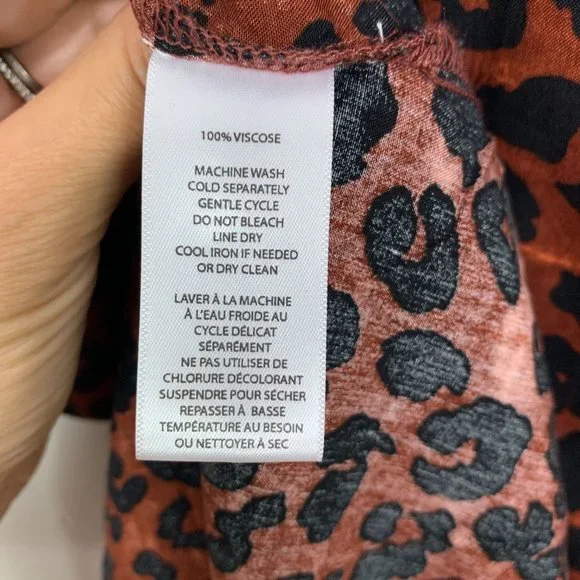 100% VISCOSE
MACHINE WASH
COLD SEPARATELY
GENTLE CYCLE
DO NOT BLEACH
LINE DRY
COOL IRON IF NEEDED
OR DRY CLEAN
LAVER À LA MACHINE
À L'EAU FROIDE AU
CYCLE DÉLICAT
SÉPARÉMENT
NE PAS UTILISER DE
CHLORURE DÉCOLORANT
SUSPENDRE POUR SÉCHER
REPASSER À BASSE
TEMPÉRATURE AU BESOIN
OU NETTOYER À SEC